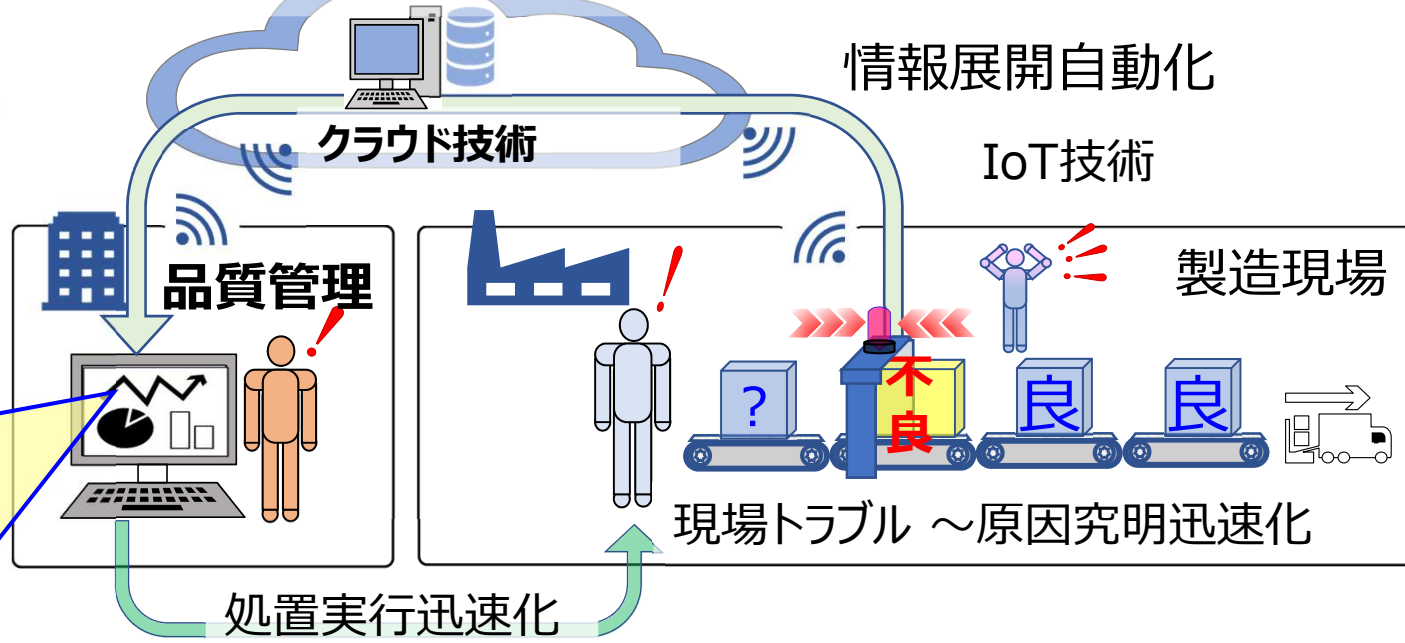 情報展開自動化
クラウド技術
IoT技術
品質管理
製造現場
?
不
良
良
良
現場トラブル ～原因究明迅速化
処置実行迅速化